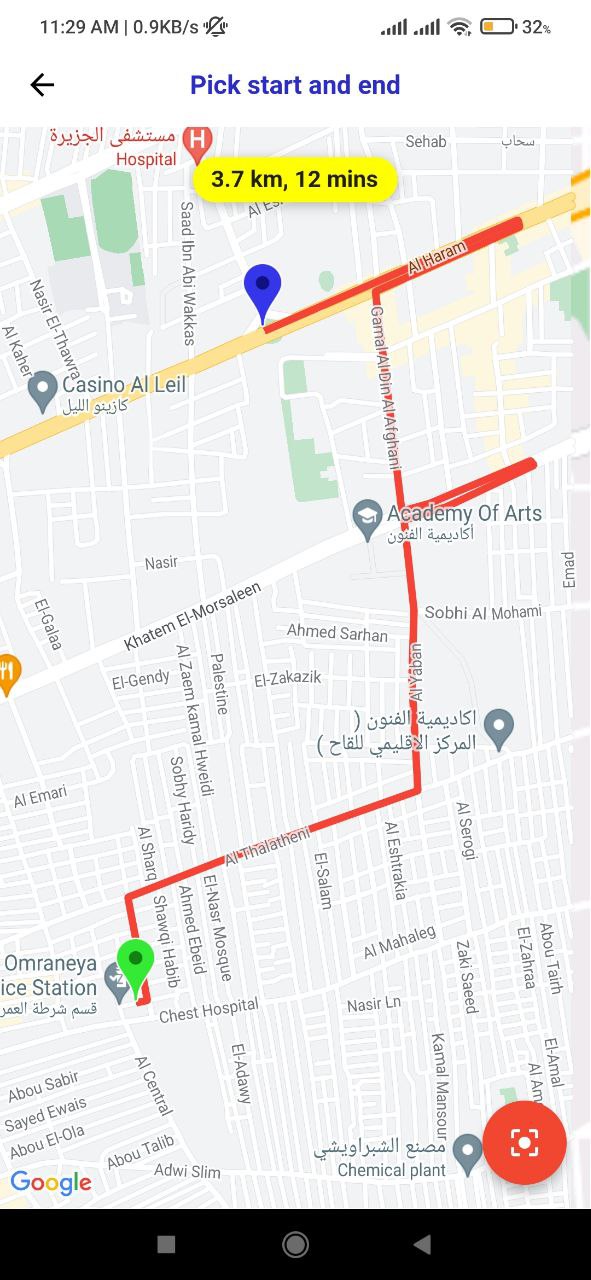 11:29 AM | 0.9KB/s
32%
Pick start and end
مستشفى الجزيرة
Hospital
H
Sehab
سحاب
3.7 km, 12 mins
Saad Ibn Abi Wakkas
Al Haram
Nasir El-Thawra
Al Kaher
Gamal Al Din Al Afghani
Casino Al Leil
كازينو الليل
Academy Of Arts
أكاديمية الفنون
Nasir
Emad
Khatem El-Morsaleen
El-Galaa
Sobhi Al Mohami
Ahmed Sarhan
El-Gendy
Al Zaem kamal Hweidi
Palestine
El-Zakazik
Al Yaban
اكاديمية الفنون (
المركز الاقليمي للقاح )
Sobhy Haridy
Al Emari
Al Sharq
Al Thalatheni
El-Salam
Al Eshtrakia
Al Serogi
Shawqi Habib
Ahmed Ebeid
El-Nasr Mosque
Al Mahaleg
Zaki Saeed
El-Zahraa
Abou Tairh
Omraneya
ice Station
قسم شرطة العمر
Chest Hospital
Nasir Ln
Al Central
El-Adawy
Kamal Mansour
El-Amal
Abou Sabir
Sayed Ewais
Abou El-Ola
Abou Talib
Adwi Slim
مصنع الشبراويشي
Chemical plant
Google